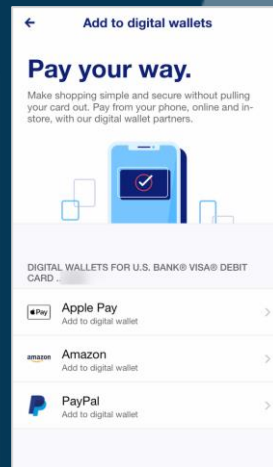 Add to digital wallets
Pay your way.
Make shopping simple and secure without pulling
your card out. Pay from your phone, online and in-
store, with our digital wallet partners.
DIGITAL WALLETS FOR U.S. BANK® VISA® DEBIT
CARD ..
Pay
Apple Pay
Add to digital wallet
amazon
Amazon
Add to digital wallet
PayPal
Add to digital wallet